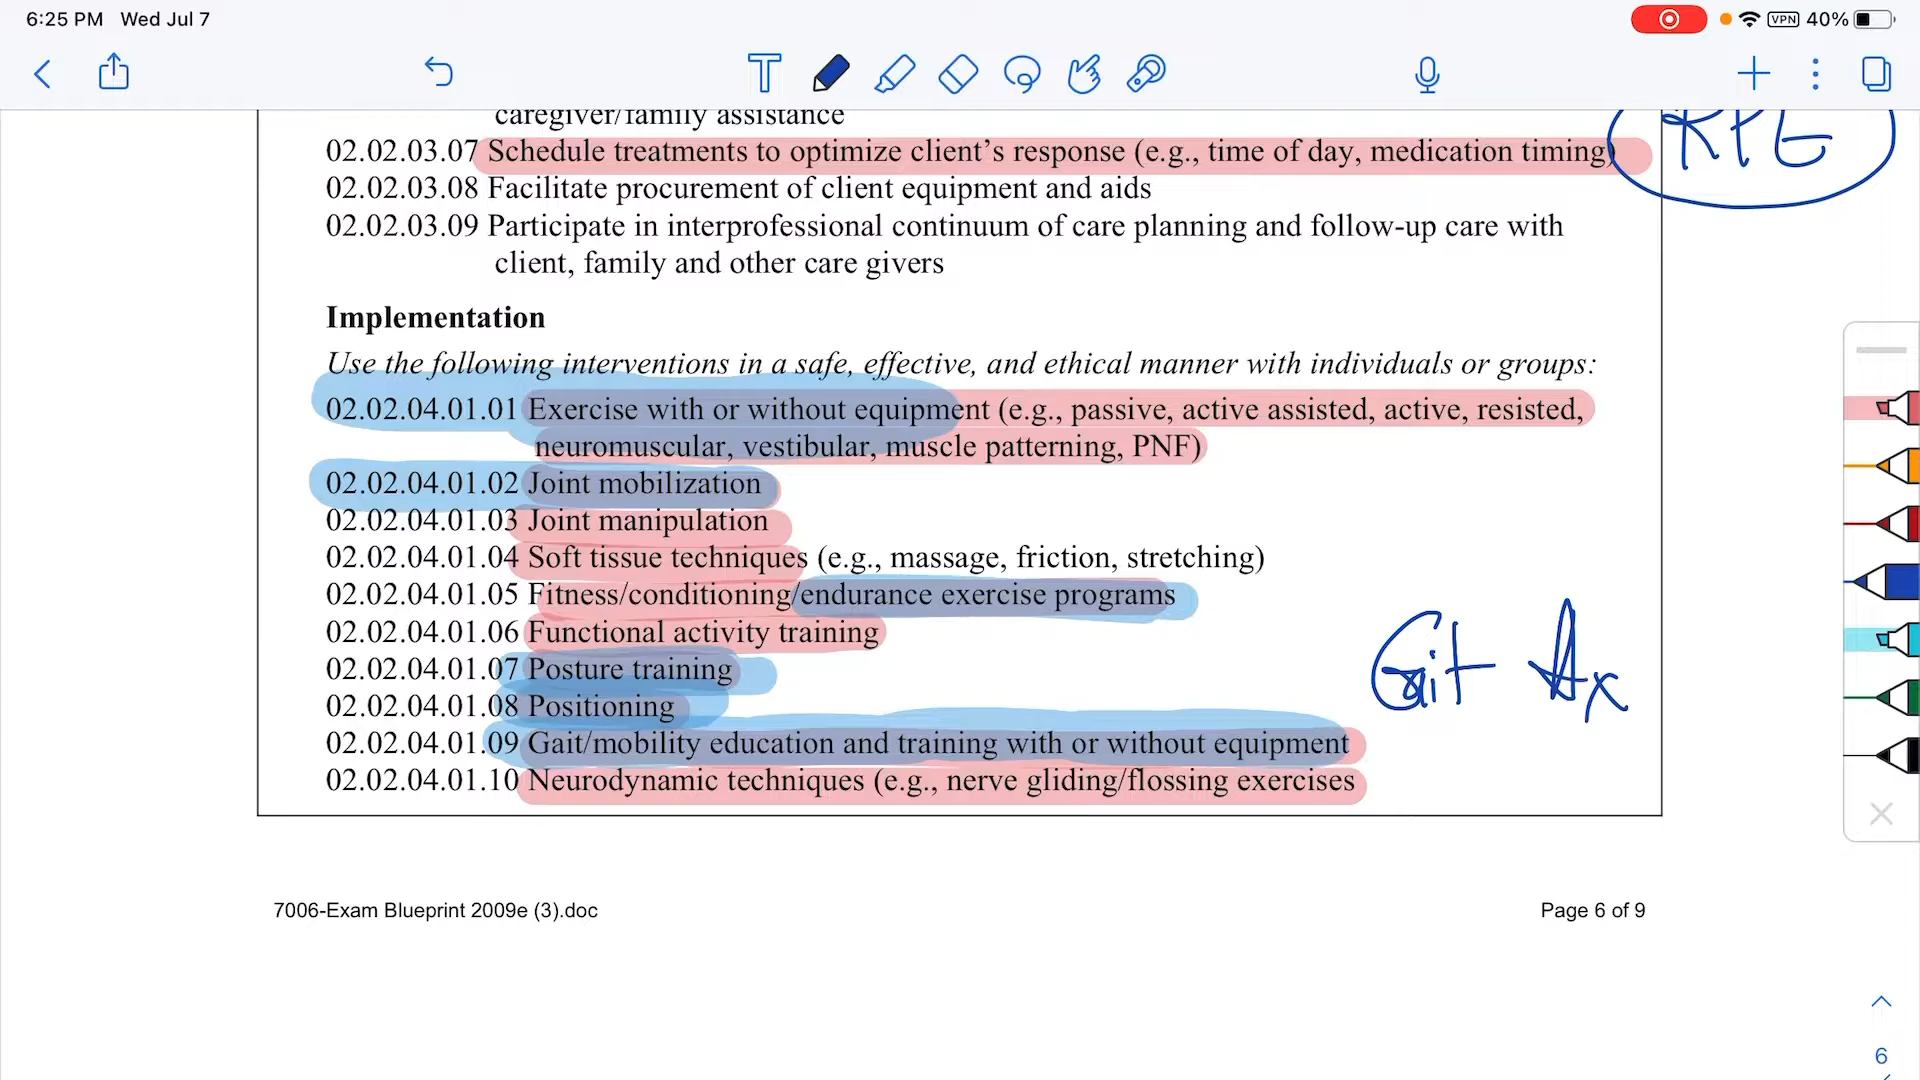 6:25 PM Wed Jul 7
VPN 40%
caregiver/family assistance
02.02.03.07 Schedule treatments to optimize client's response (e.g., time of day, medication timing)
RPE
02.02.03.08 Facilitate procurement of client equipment and aids
02.02.03.09 Participate in interprofessional continuum of care planning and follow-up care with
client, family and other care givers
Implementation
Use the following interventions in a safe, effective, and ethical manner with individuals or groups:
02.02.04.01.01 Exercise with or without equipment (e.g., passive, active assisted, active, resisted,
neuromuscular, vestibular, muscle patterning, PNF)
02.02.04.01.02 Joint mobilization
02.02.04.01.03 Joint manipulation
02.02.04.01.04 Soft tissue techniques (e.g., massage, friction, stretching)
02.02.04.01.05 Fitness/conditioning/endurance exercise programs
02.02.04.01.06 Functional activity training
02.02.04.01.07 Posture training
Gait Ax
02.02.04.01.08 Positioning
02.02.04.01.09 Gait/mobility education and training with or without equipment
02.02.04.01.10 Neurodynamic techniques (e.g., nerve gliding/flossing exercises
7006-Exam Blueprint 2009e (3).doc
Page 6 of 9
6